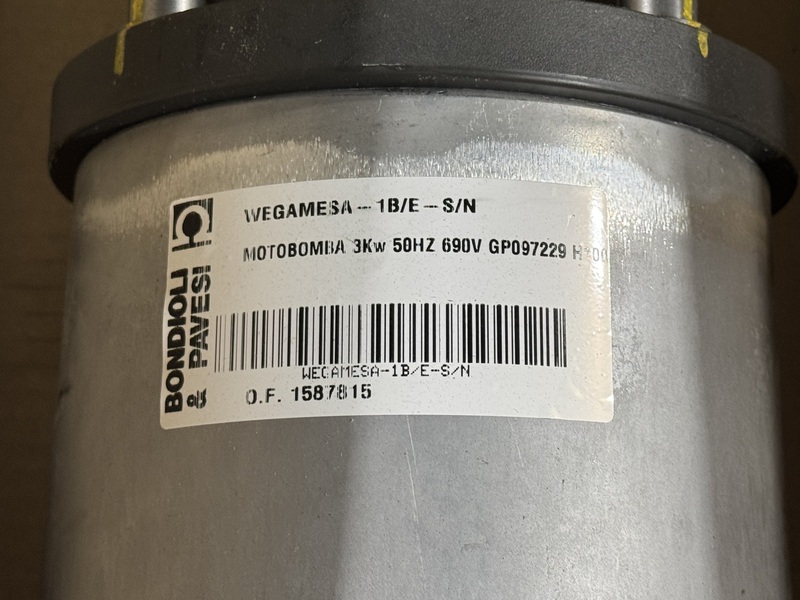 BONDIOLI
& PAVESI
WEGAMESA-1B/E-S/N
MOTOBOMBA 3Kw 50HZ 690V GP097229
WEGAMESA-1B/E-S/N
O.F. 1587815